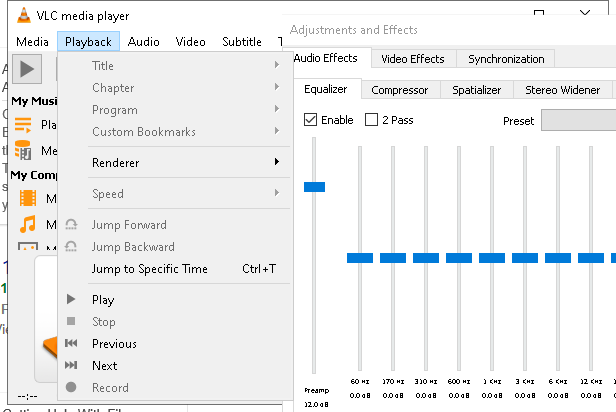 VLC media player
Adjustments and Effects
Media Playback Audio Video Subtitle T
Audio Effects Video Effects Synchronization
Equalizer Compressor Spatializer Stereo Widener
Enable 2 Pass Preset
Title
Chapter
Program
Custom Bookmarks
Renderer
Speed
Jump Forward
Jump Backward
Jump to Specific Time Ctrl+T
Play
Stop
Previous
Next
Record
My Musi
Pla
Me
My Comp
M
M
--:--
60 Hz 170 Hz 310 Hz 600 Hz 1 KHz 3 KHz 6 KHz 12 KHz
Preamp 0.0 dB 0.0 dB 0.0 dB 0.0 dB 0.0 dB 0.0 dB 0.0 dB 0.0 dB
12.0 dB